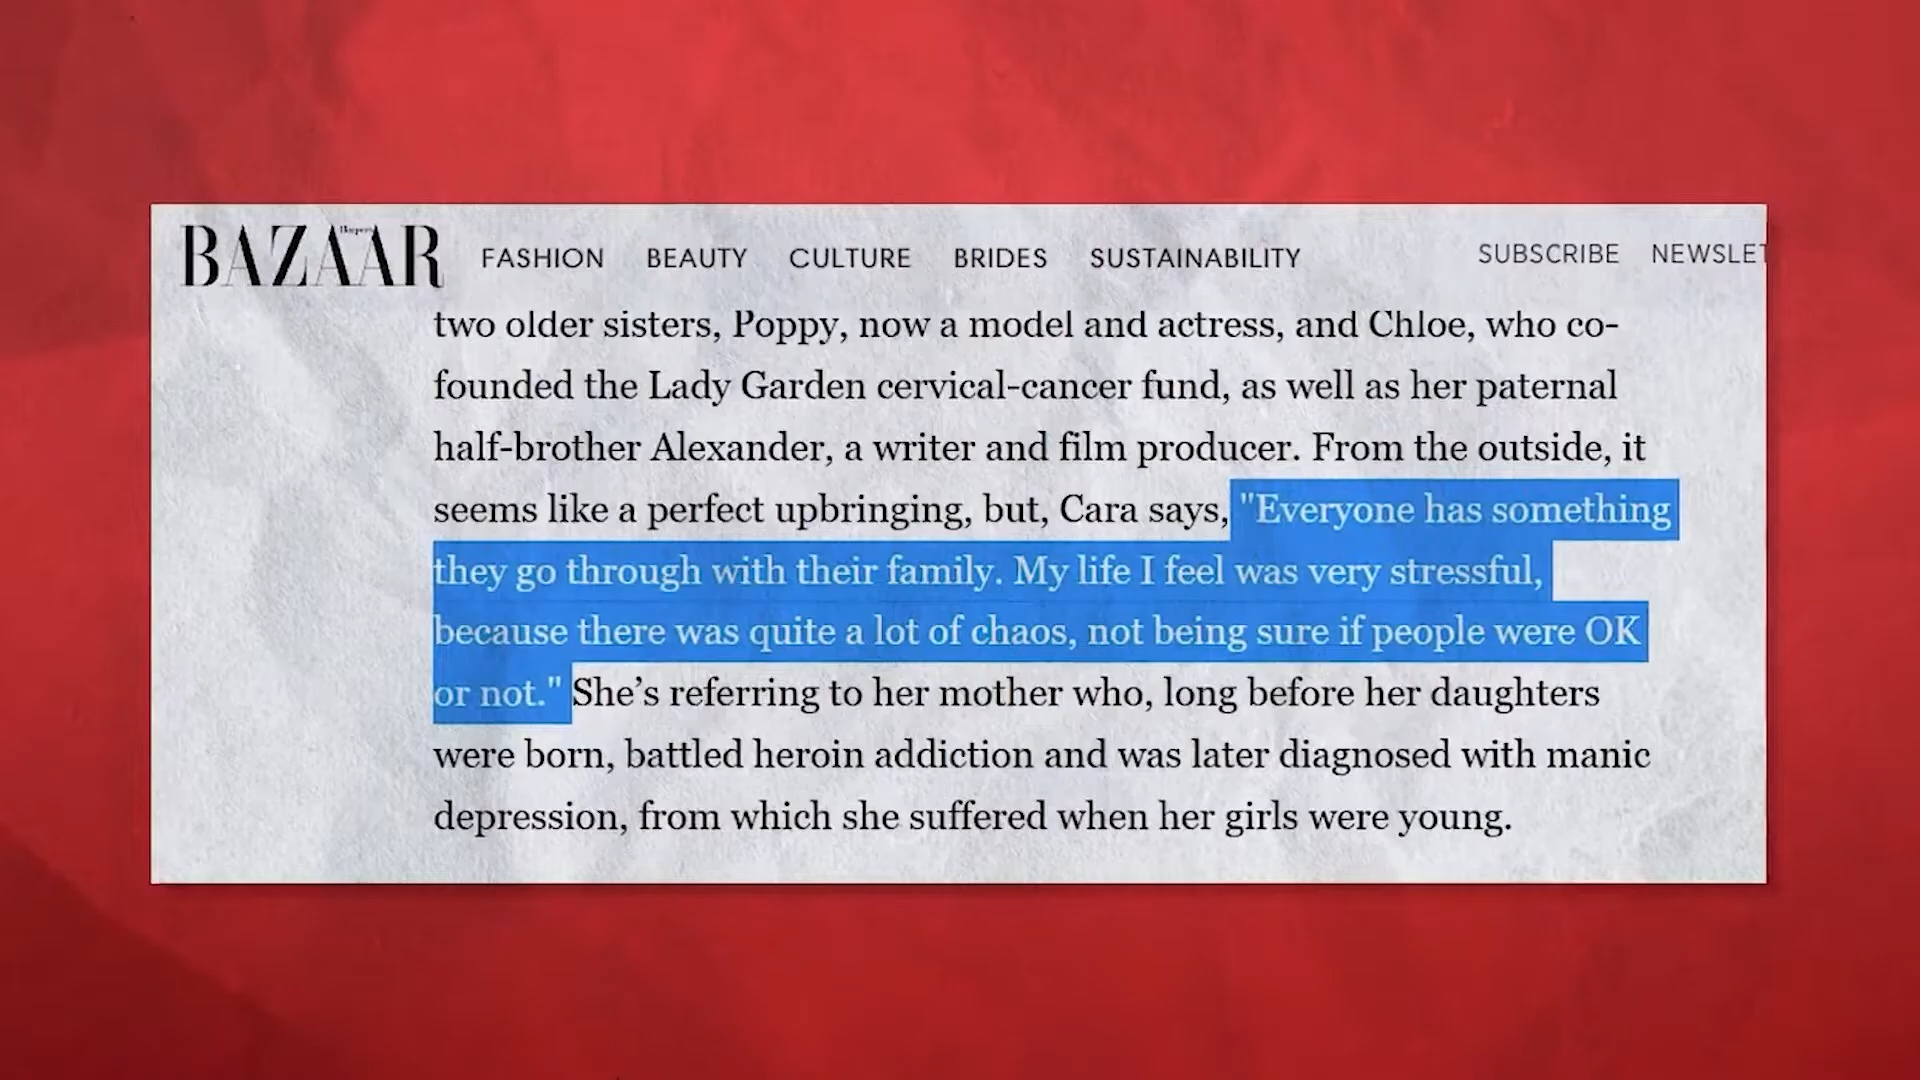 Harper's
BAZAAR
FASHION BEAUTY CULTURE BRIDES SUSTAINABILITY SUBSCRIBE NEWSLET
two older sisters, Poppy, now a model and actress, and Chloe, who co-
founded the Lady Garden cervical-cancer fund, as well as her paternal
half-brother Alexander, a writer and film producer. From the outside, it
seems like a perfect upbringing, but, Cara says, "Everyone has something
they go through with their family. My life I feel was very stressful,
because there was quite a lot of chaos, not being sure if people were OK
or not." She’s referring to her mother who, long before her daughters
were born, battled heroin addiction and was later diagnosed with manic
depression, from which she suffered when her girls were young.